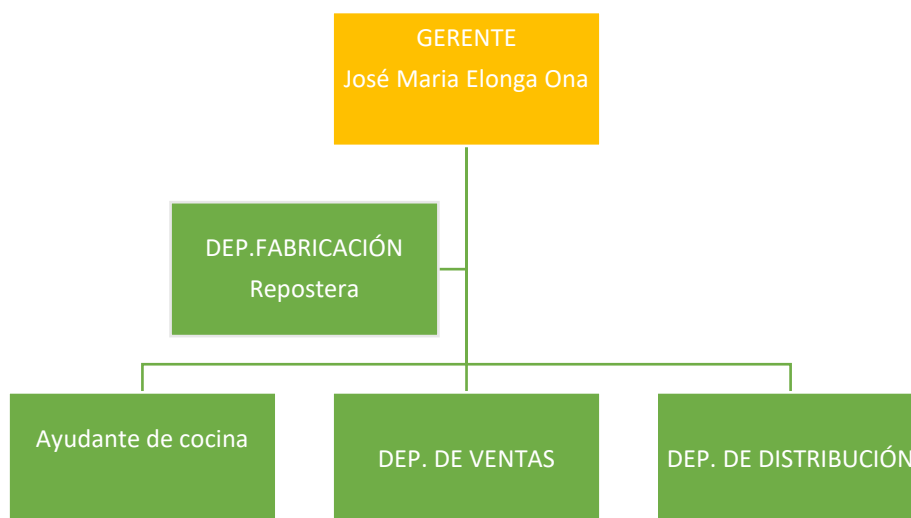 GERENTE
José Maria Elonga Ona
DEP.FABRICACIÓN
Repostera
Ayudante de cocina
DEP. DE VENTAS
DEP. DE DISTRIBUCIÓN